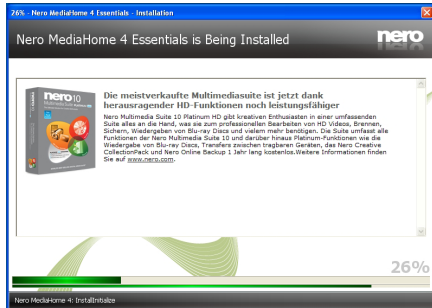 26% - Nero MediaHome 4 Essentials - Installation
Nero MediaHome 4 Essentials is Being Installed
nero
nero 10
Die meistverkaufte Multimediasuite ist jetzt dank
herausragender HD-Funktionen noch leistungsfähiger
Nero Multimedia Suite 10 Platinum HD gibt kreativen Enthusiasten in einer umfassenden
Suite alles an die Hand, was sie zum professionellen Bearbeiten von HD Videos, Brennen,
Sichern, Wiedergeben von Blu-ray Discs und vielem mehr benötigen. Die Suite umfasst alle
Funktionen der Nero Multimedia Suite 10 und darüber hinaus Platinum-Funktionen wie die
Wiedergabe von Blu-ray Discs, Transfers zwischen tragbaren Geräten, das Nero Creative
CollectionPack und Nero Online Backup 1 Jahr lang kostenlos.Weitere Informationen finden
Sie auf www.nero.com.
26%
Nero MediaHome 4: InstallInitialize